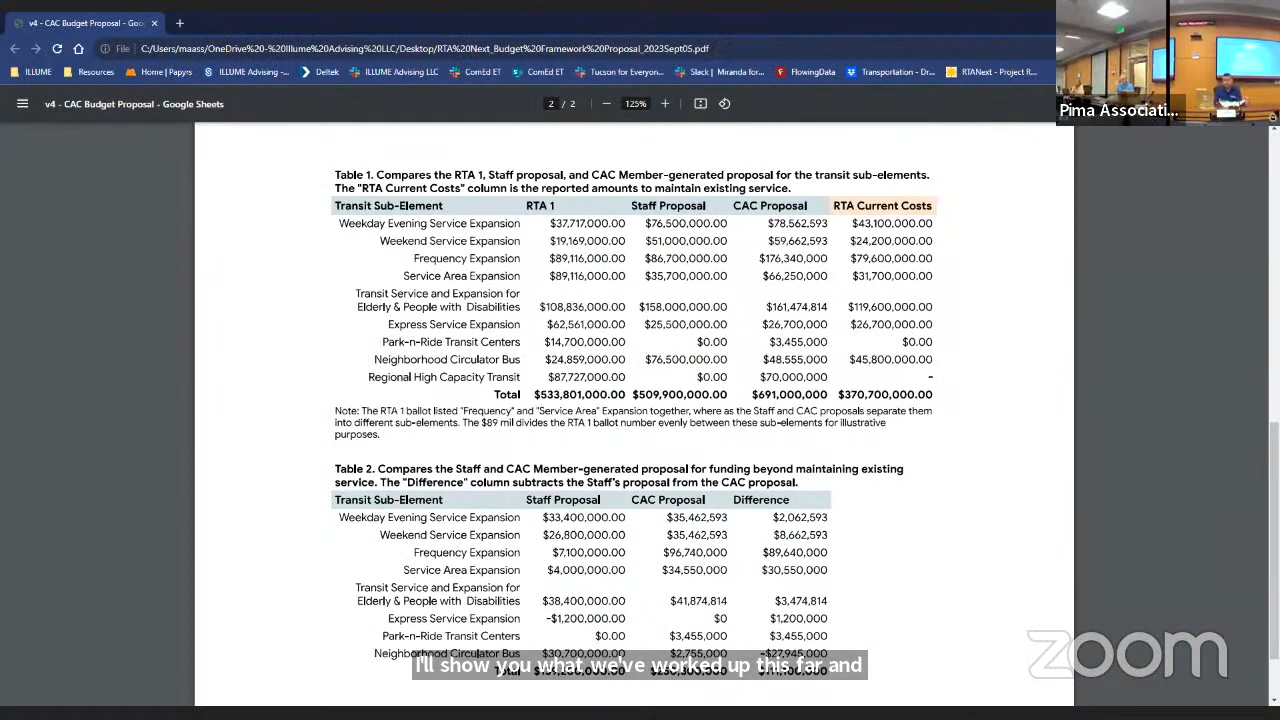 v4 - CAC Budget Proposal - Go
File
C:/Users/maass/OneDrive%20-%20Illume%20Advising%20LLC/Desktop/RTA%20Next_Budget%20Framework%20Proposal_2023Sept05.pdf
ILLUME Resources Home | Papyrs ILLUME Advising -... Deltek ILLUME Advising LLC ComEd ET ComEd ET Tucson for Everyon... Slack | Miranda for... FlowingData Transportation - Dr... RTANext - Project R...
v4 - CAC Budget Proposal - Google Sheets
2 / 2
125%
Pima Associati...
Table 1. Compares the RTA 1, Staff proposal, and CAC Member-generated proposal for the transit sub-elements.
The "RTA Current Costs" column is the reported amounts to maintain existing service.
Transit Sub-Element RTA 1 Staff Proposal CAC Proposal RTA Current Costs
Weekday Evening Service Expansion $37,717,000.00 $76,500,000.00 $78,562,593 $43,100,000.00
Weekend Service Expansion $19,169,000.00 $51,000,000.00 $59,662,593 $24,200,000.00
Frequency Expansion $89,116,000.00 $86,700,000.00 $176,340,000 $79,600,000.00
Service Area Expansion $89,116,000.00 $35,700,000.00 $66,250,000 $31,700,000.00
Transit Service and Expansion for
Elderly & People with Disabilities $108,836,000.00 $158,000,000.00 $161,474,814 $119,600,000.00
Express Service Expansion $62,561,000.00 $25,500,000.00 $26,700,000 $26,700,000.00
Park-n-Ride Transit Centers $14,700,000.00 $0.00 $3,455,000 $0.00
Neighborhood Circulator Bus $24,859,000.00 $76,500,000.00 $48,555,000 $45,800,000.00
Regional High Capacity Transit $87,727,000.00 $0.00 $70,000,000 -
Total $533,801,000.00 $509,900,000.00 $691,000,000 $370,700,000.00
Note: The RTA 1 ballot listed "Frequency" and "Service Area" Expansion together, where as the Staff and CAC proposals separate them
into different sub-elements. The $89 mil divides the RTA 1 ballot number evenly between these sub-elements for illustrative
purposes.
Table 2. Compares the Staff and CAC Member-generated proposal for funding beyond maintaining existing
service. The "Difference" column subtracts the Staff's proposal from the CAC proposal.
Transit Sub-Element Staff Proposal CAC Proposal Difference
Weekday Evening Service Expansion $33,400,000.00 $35,462,593 $2,062,593
Weekend Service Expansion $26,800,000.00 $35,462,593 $8,662,593
Frequency Expansion $7,100,000.00 $96,740,000 $89,640,000
Service Area Expansion $4,000,000.00 $34,550,000 $30,550,000
Transit Service and Expansion for
Elderly & People with Disabilities $38,400,000.00 $41,874,814 $3,474,814
Express Service Expansion -$1,200,000.00 $0 $1,200,000
Park-n-Ride Transit Centers $0.00 $3,455,000 $3,455,000
Neighborhood Circulator Bus $30,700,000.00 $2,755,000 -$27,945,000
I'll show you what we've worked up this far and
Total
zoom